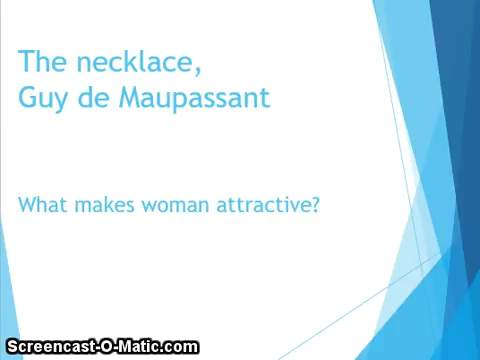 The necklace,
Guy de Maupassant
What makes woman attractive?
Screencast-O-Matic.com